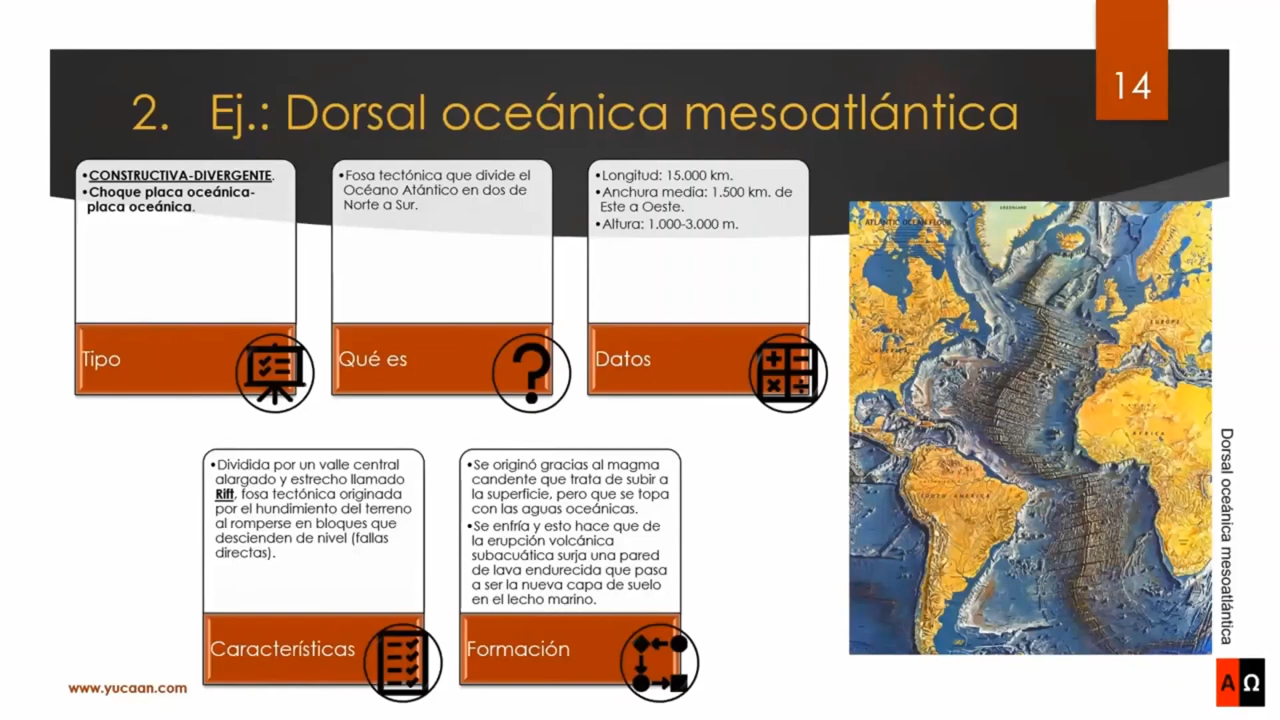 14
2. Ej.: Dorsal oceánica mesoatlántica
•CONSTRUCTIVA-DIVERGENTE.
•Choque placa oceánica-
placa oceánica.
Tipo
•Fosa tectónica que divide el
Océano Atántico en dos de
Norte a Sur.
Qué es
•Longitud: 15.000 km.
•Anchura media: 1.500 km. de
Este a Oeste.
•Altura: 1.000-3.000 m.
Datos
•Dividida por un valle central
alargado y estrecho llamado
Rift, fosa tectónica originada
por el hundimiento del terreno
al romperse en bloques que
descienden de nivel (fallas
directas).
Características
•Se originó gracias al magma
candente que trata de subir a
la superficie, pero que se topa
con las aguas oceánicas.
•Se enfría y esto hace que de
la erupción volcánica
subacuática surja una pared
de lava endurecida que pasa
a ser la nueva capa de suelo
en el lecho marino.
Formación
ATLANTIC OCEAN FLOOR
GREENLAND
EUROPE
AFRICA
SOUTH AMERICA
Dorsal oceánica mesoatlántica
www.yucaan.com
A Ω